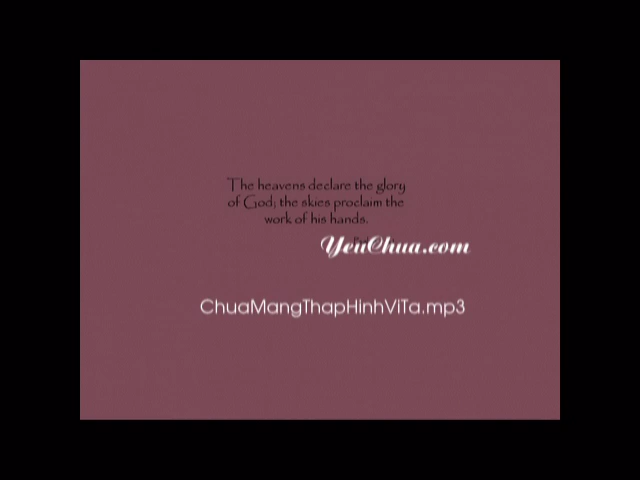 The heavens declare the glory
of God; the skies proclaim the
work of his hands.
YeuChua.com
ChuaMangThapHinhViTa.mp3